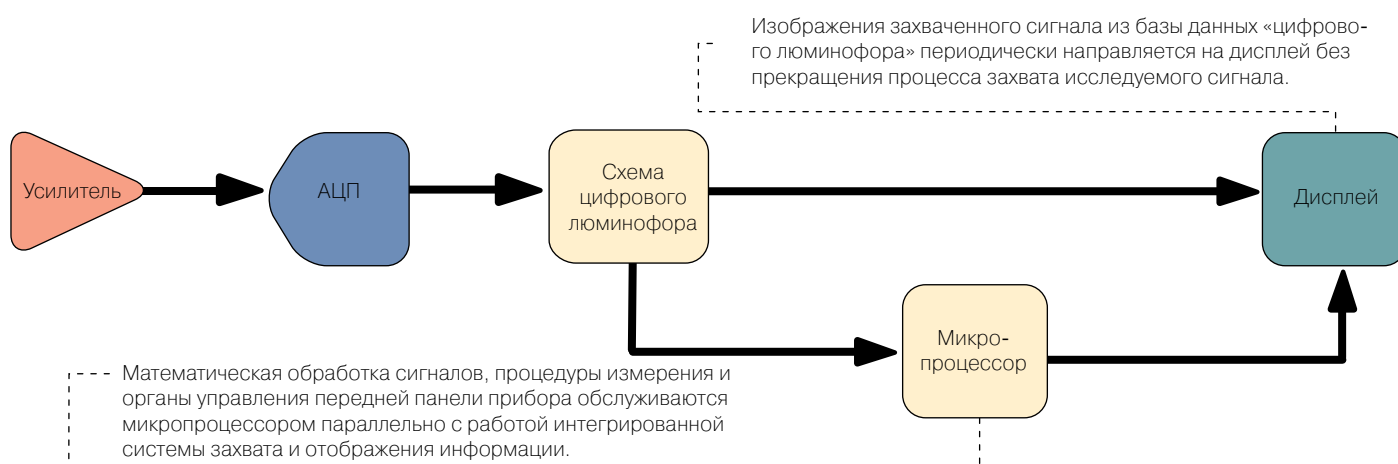 Изображения захваченного сигнала из базы данных «цифрово-
го люминофора» периодически направляется на дисплей без
прекращения процесса захвата исследуемого сигнала.
Усилитель
АЦП
Схема
цифрового
люминофора
Дисплей
Микро-
процессор
Математическая обработка сигналов, процедуры измерения и
органы управления передней панели прибора обслуживаются
микропроцессором параллельно с работой интегрированной
системы захвата и отображения информации.